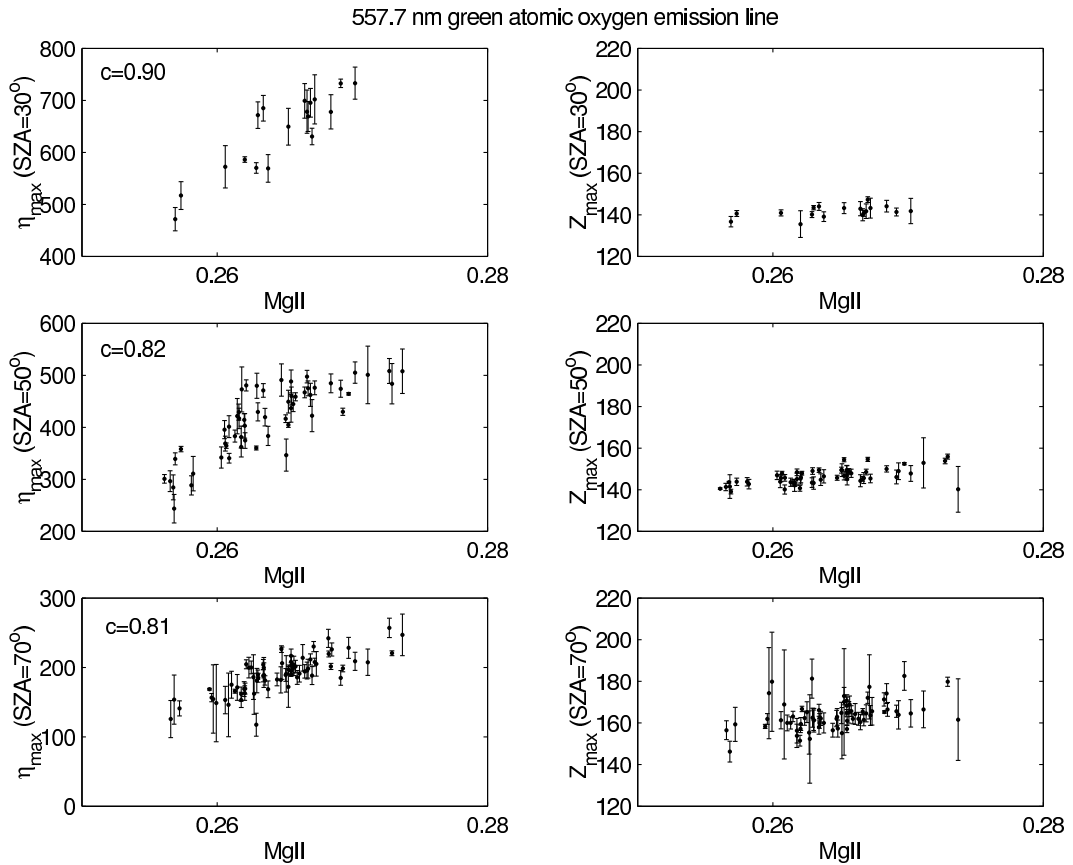 557.7 nm green atomic oxygen emission line
c=0.90
η_max (SZA=30°)
800
700
600
500
400
0.26
0.28
MgII
Z_max (SZA=30°)
220
200
180
160
140
120
0.26
0.28
MgII
c=0.82
η_max (SZA=50°)
600
500
400
300
200
0.26
0.28
MgII
Z_max (SZA=50°)
220
200
180
160
140
120
0.26
0.28
MgII
c=0.81
η_max (SZA=70°)
300
200
100
0
0.26
0.28
MgII
Z_max (SZA=70°)
220
200
180
160
140
120
0.26
0.28
MgII